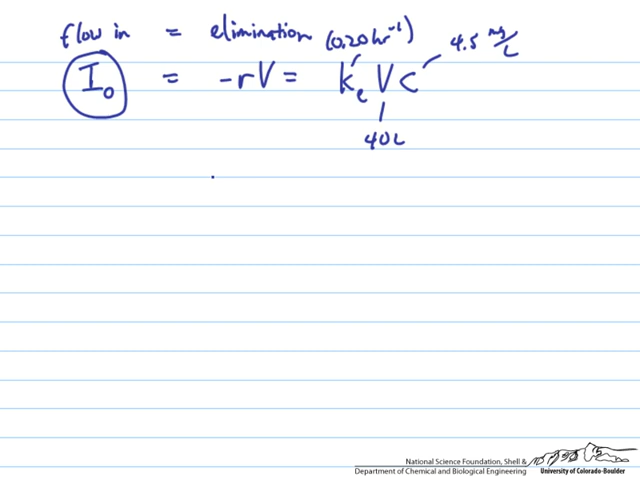 flow in = elimination (0.20 hr⁻¹)
4.5 mg/L
I₀ = -rV = kₑVc
40L
National Science Foundation, Shell &
Department of Chemical and Biological Engineering
University of Colorado-Boulder